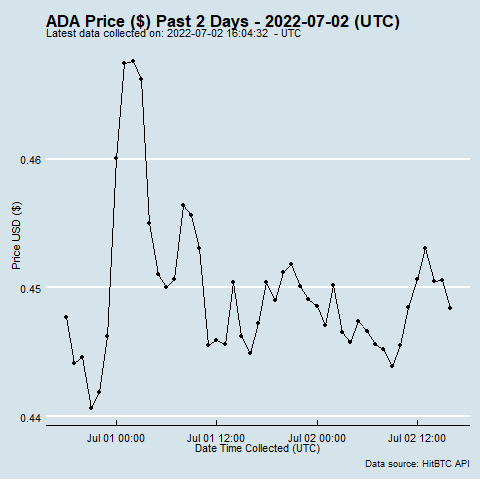 ADA Price ($) Past 2 Days - 2022-07-02 (UTC)
Latest data collected on: 2022-07-02 16:04:32 - UTC
0.46
0.45
0.44
Price USD ($)
Jul 01 00:00 Jul 01 12:00 Jul 02 00:00 Jul 02 12:00
Date Time Collected (UTC)
Data source: HitBTC API